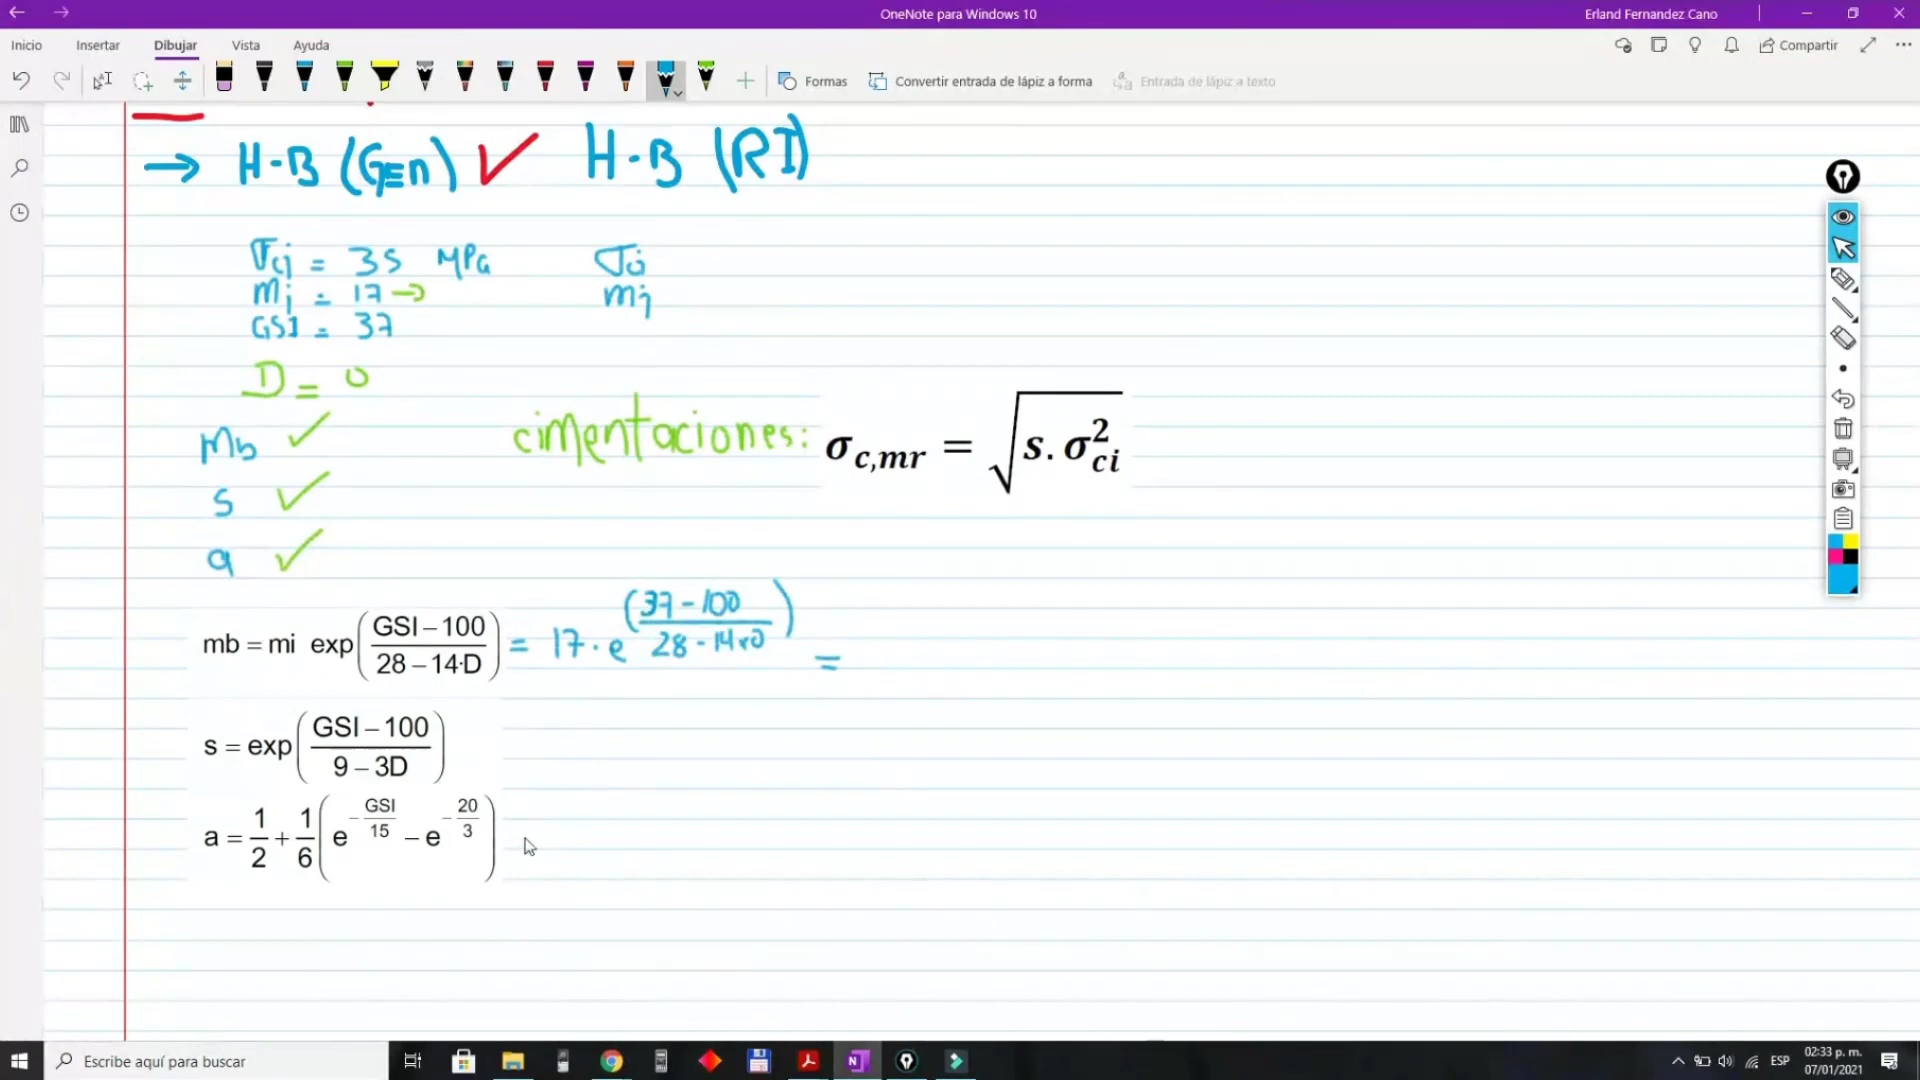 OneNote para Windows 10
Erland Fernandez Cano
Inicio Insertar Dibujar Vista Ayuda
Compartir
Formas Convertir entrada de lápiz a forma Entrada de lápiz a texto
→ H-B (GEn) ✓ H-B (RI)
σci = 35 MPa σci
mi = 17 → mi
GSI = 37
D = 0
mb ✓
cimentaciones: σc,mr = √s.σ²ci
s ✓
a ✓
mb = mi exp((GSI – 100)/(28 – 14·D)) = 17 · e^((37 - 100)/(28 - 14x0)) =
s = exp((GSI – 100)/(9 – 3D))
a = 1/2 + 1/6 (e^(-GSI/15) – e^(-20/3))
Escribe aquí para buscar
ESP
02:33 p. m.
07/01/2021